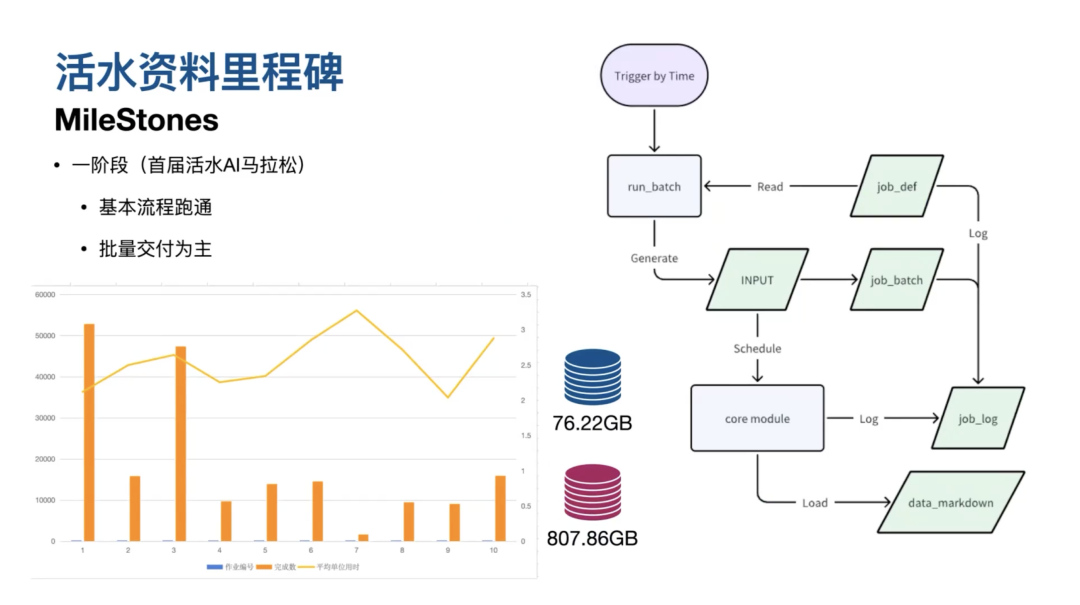 活水资料里程碑
MileStones
• 一阶段（首届活水AI马拉松）
• 基本流程跑通
• 批量交付为主
60000
50000
40000
30000
20000
10000
0
3.5
3
2.5
2
1.5
1
0.5
0
1 2 3 4 5 6 7 8 9 10
作业编号 完成数 平均单位用时
76.22GB
807.86GB
Trigger by Time
run_batch
Read
job_def
Log
Generate
INPUT
job_batch
Schedule
core module
Log
job_log
Load
data_markdown